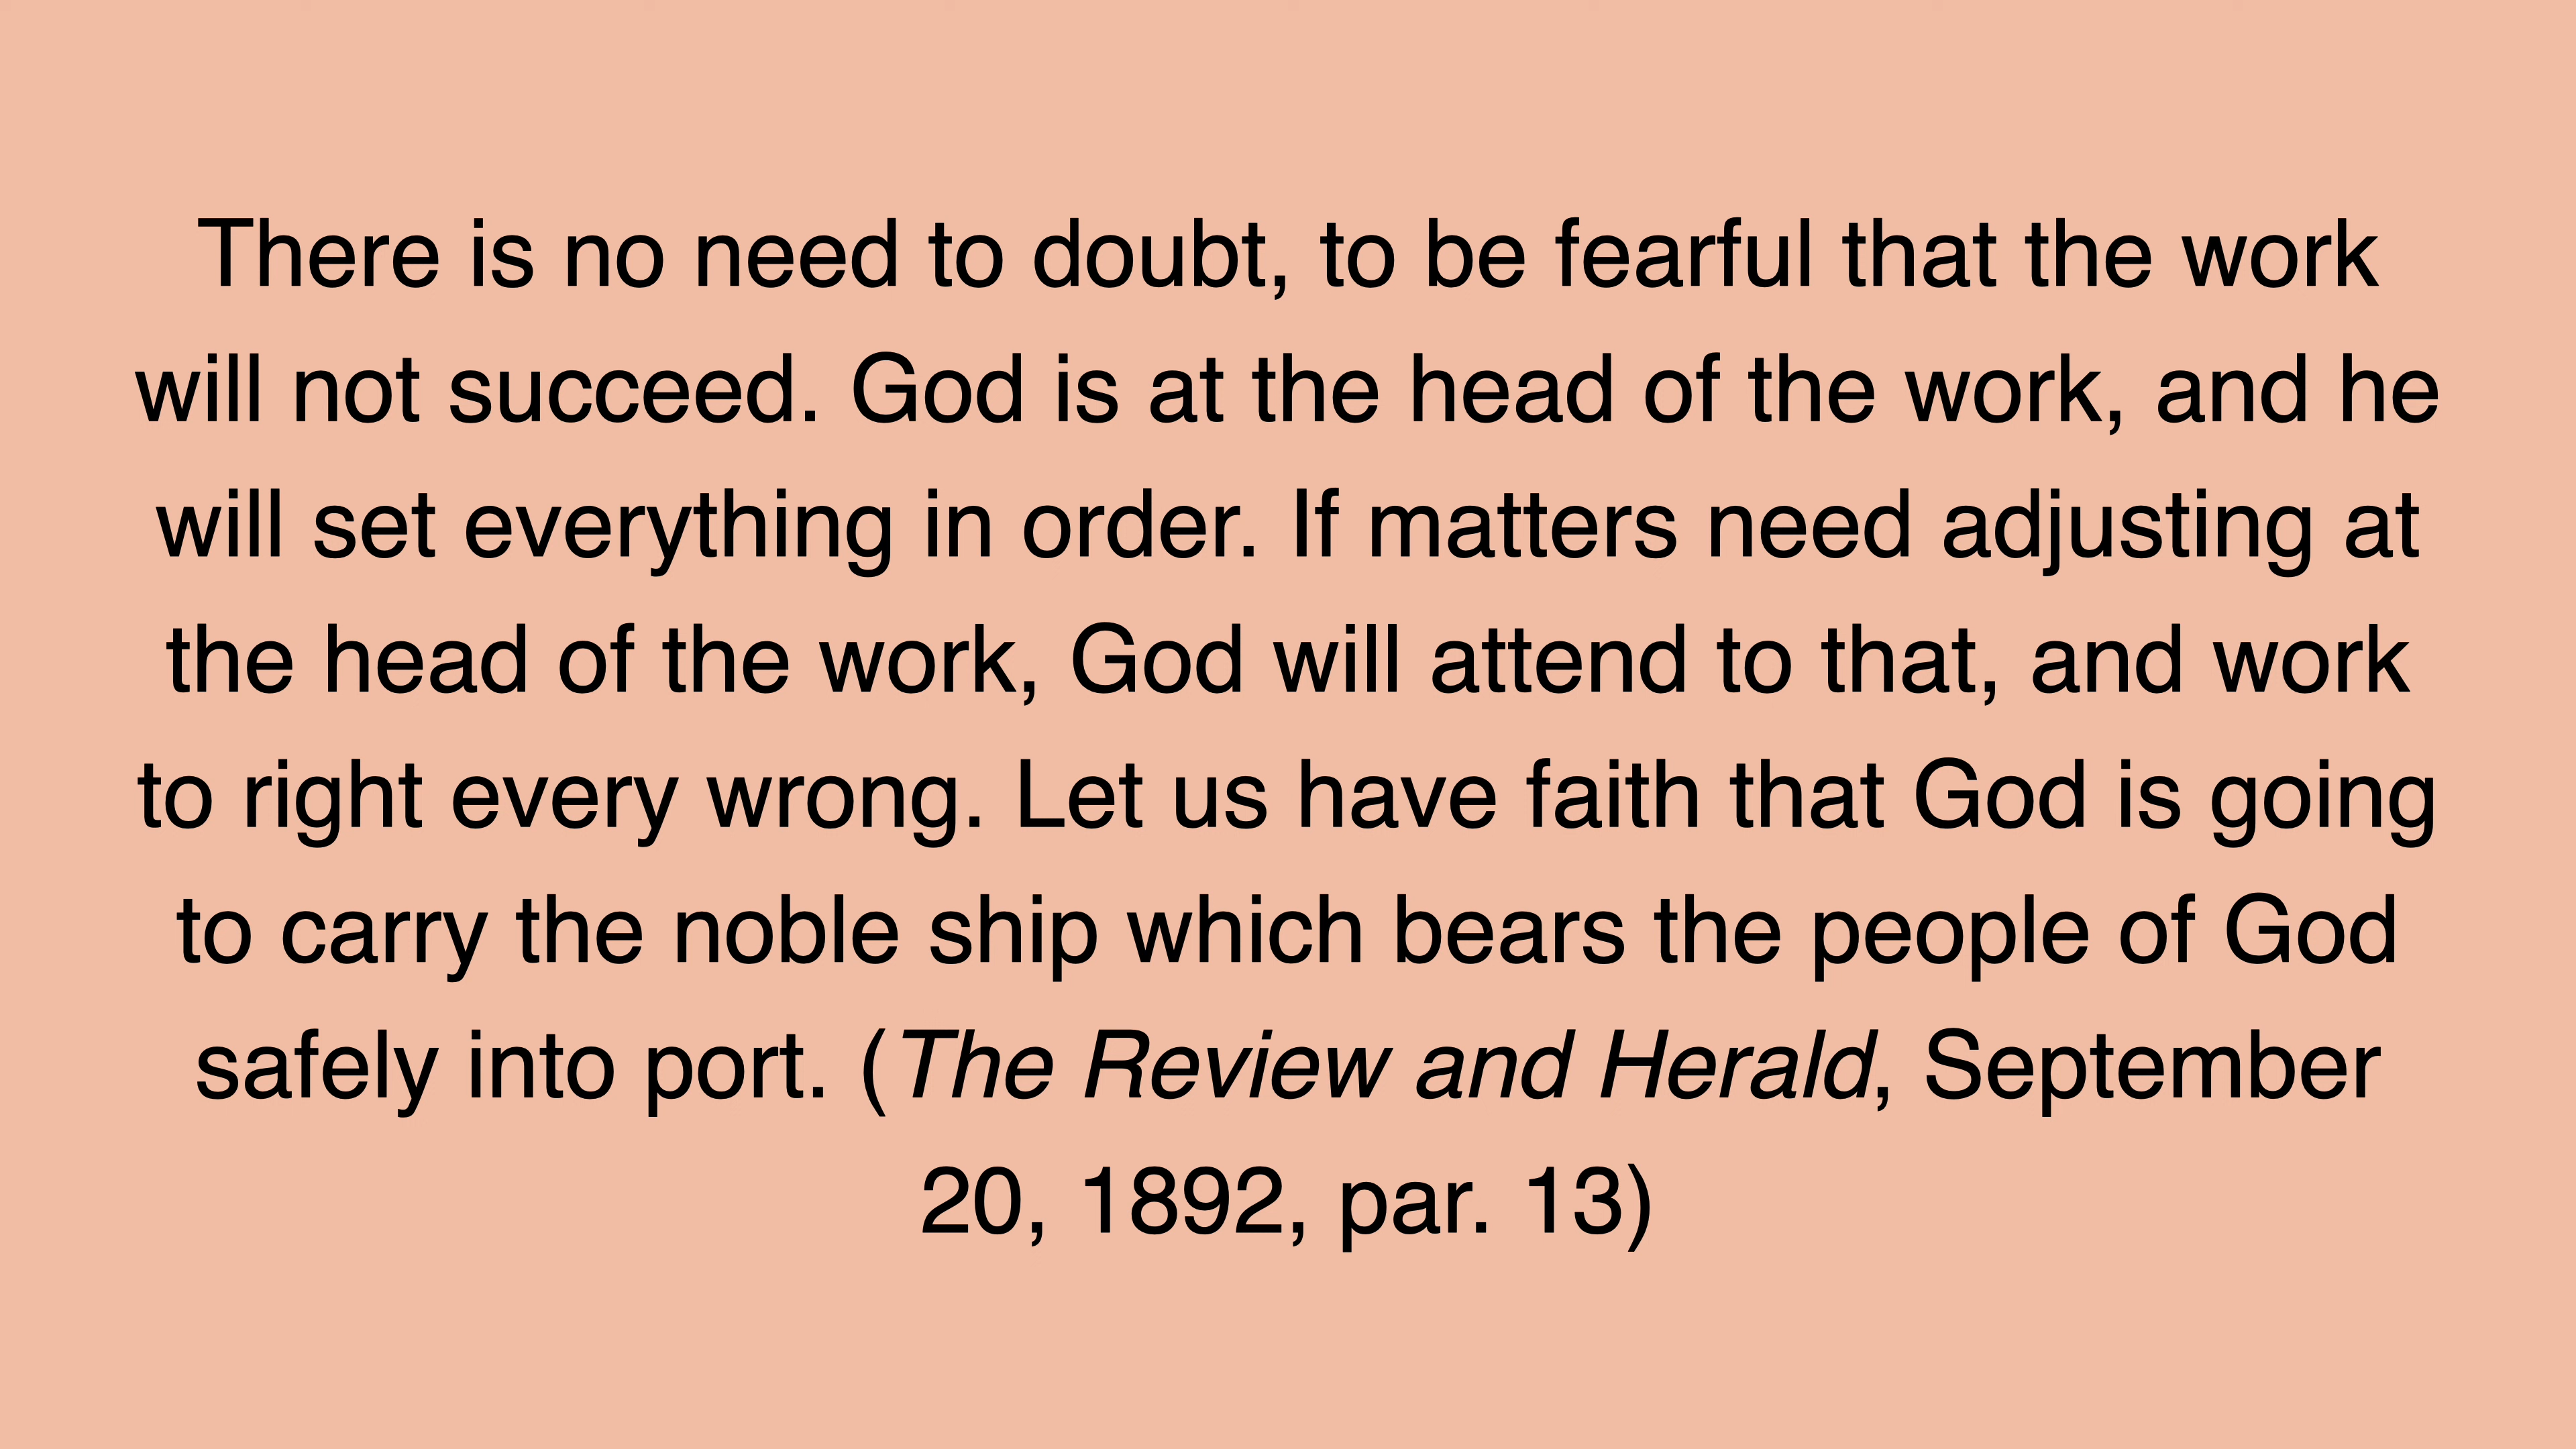 There is no need to doubt, to be fearful that the work
will not succeed. God is at the head of the work, and he
will set everything in order. If matters need adjusting at
the head of the work, God will attend to that, and work
to right every wrong. Let us have faith that God is going
to carry the noble ship which bears the people of God
safely into port. (The Review and Herald, September
20, 1892, par. 13)